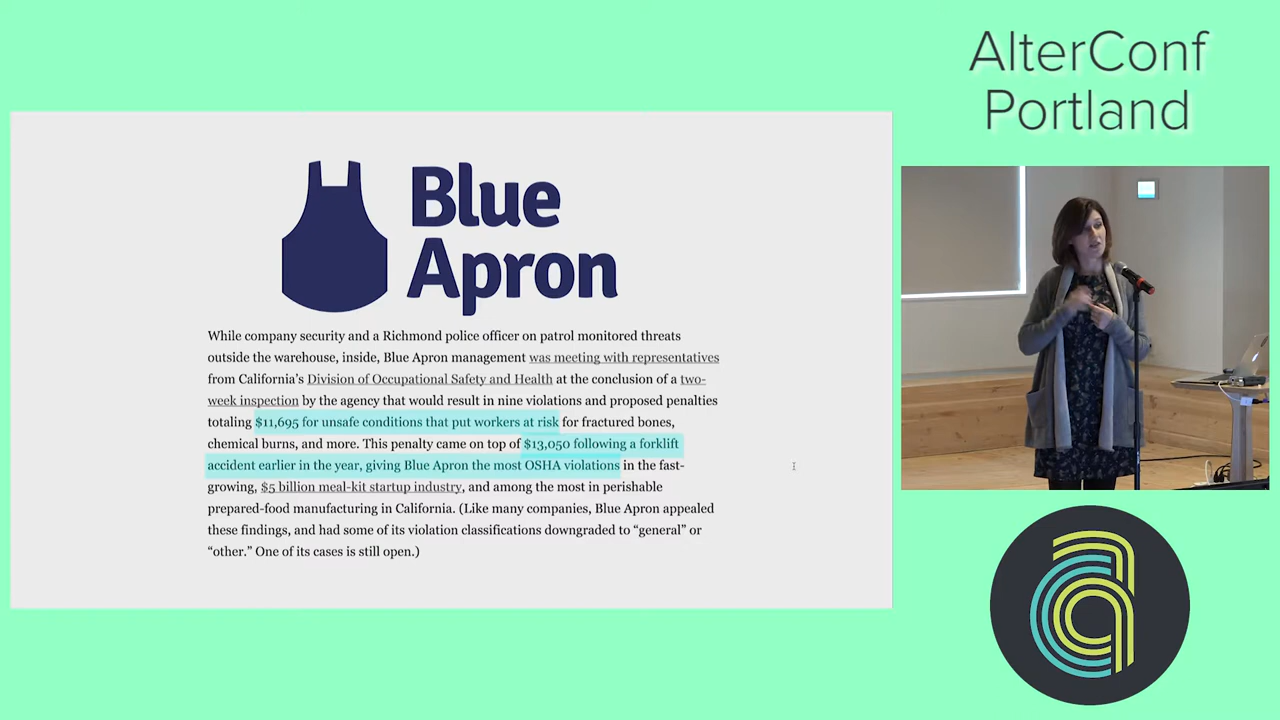 AlterConf
Portland
Blue
Apron
While company security and a Richmond police officer on patrol monitored threats
outside the warehouse, inside, Blue Apron management was meeting with representatives
from California’s Division of Occupational Safety and Health at the conclusion of a two-
week inspection by the agency that would result in nine violations and proposed penalties
totaling $11,695 for unsafe conditions that put workers at risk for fractured bones,
chemical burns, and more. This penalty came on top of $13,050 following a forklift
accident earlier in the year, giving Blue Apron the most OSHA violations in the fast-
growing, $5 billion meal-kit startup industry, and among the most in perishable
prepared-food manufacturing in California. (Like many companies, Blue Apron appealed
these findings, and had some of its violation classifications downgraded to “general” or
“other.” One of its cases is still open.)